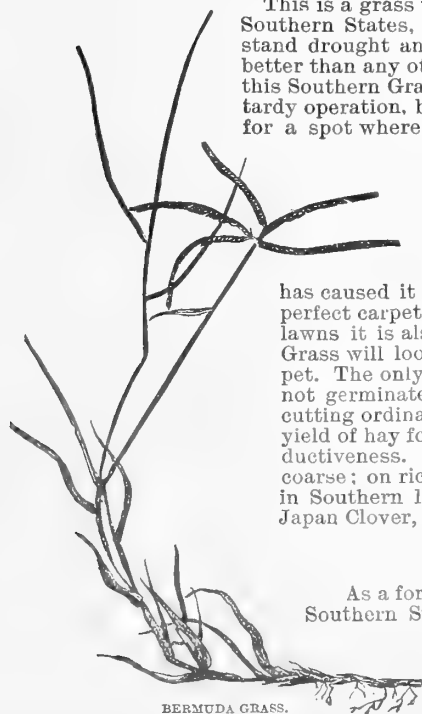 This is a grass
Southern States,
stand drought an
better than any ot
this Southern Gra
tardy operation, b
for a spot where
has caused it
perfect carpet
lawns it is als
Grass will loo
pet. The only
not germinate
cutting ordina
yield of hay fo
ductiveness.
coarse; on ric
in Southern l
Japan Clover,
As a for
Southern S
BERMUDA GRASS.